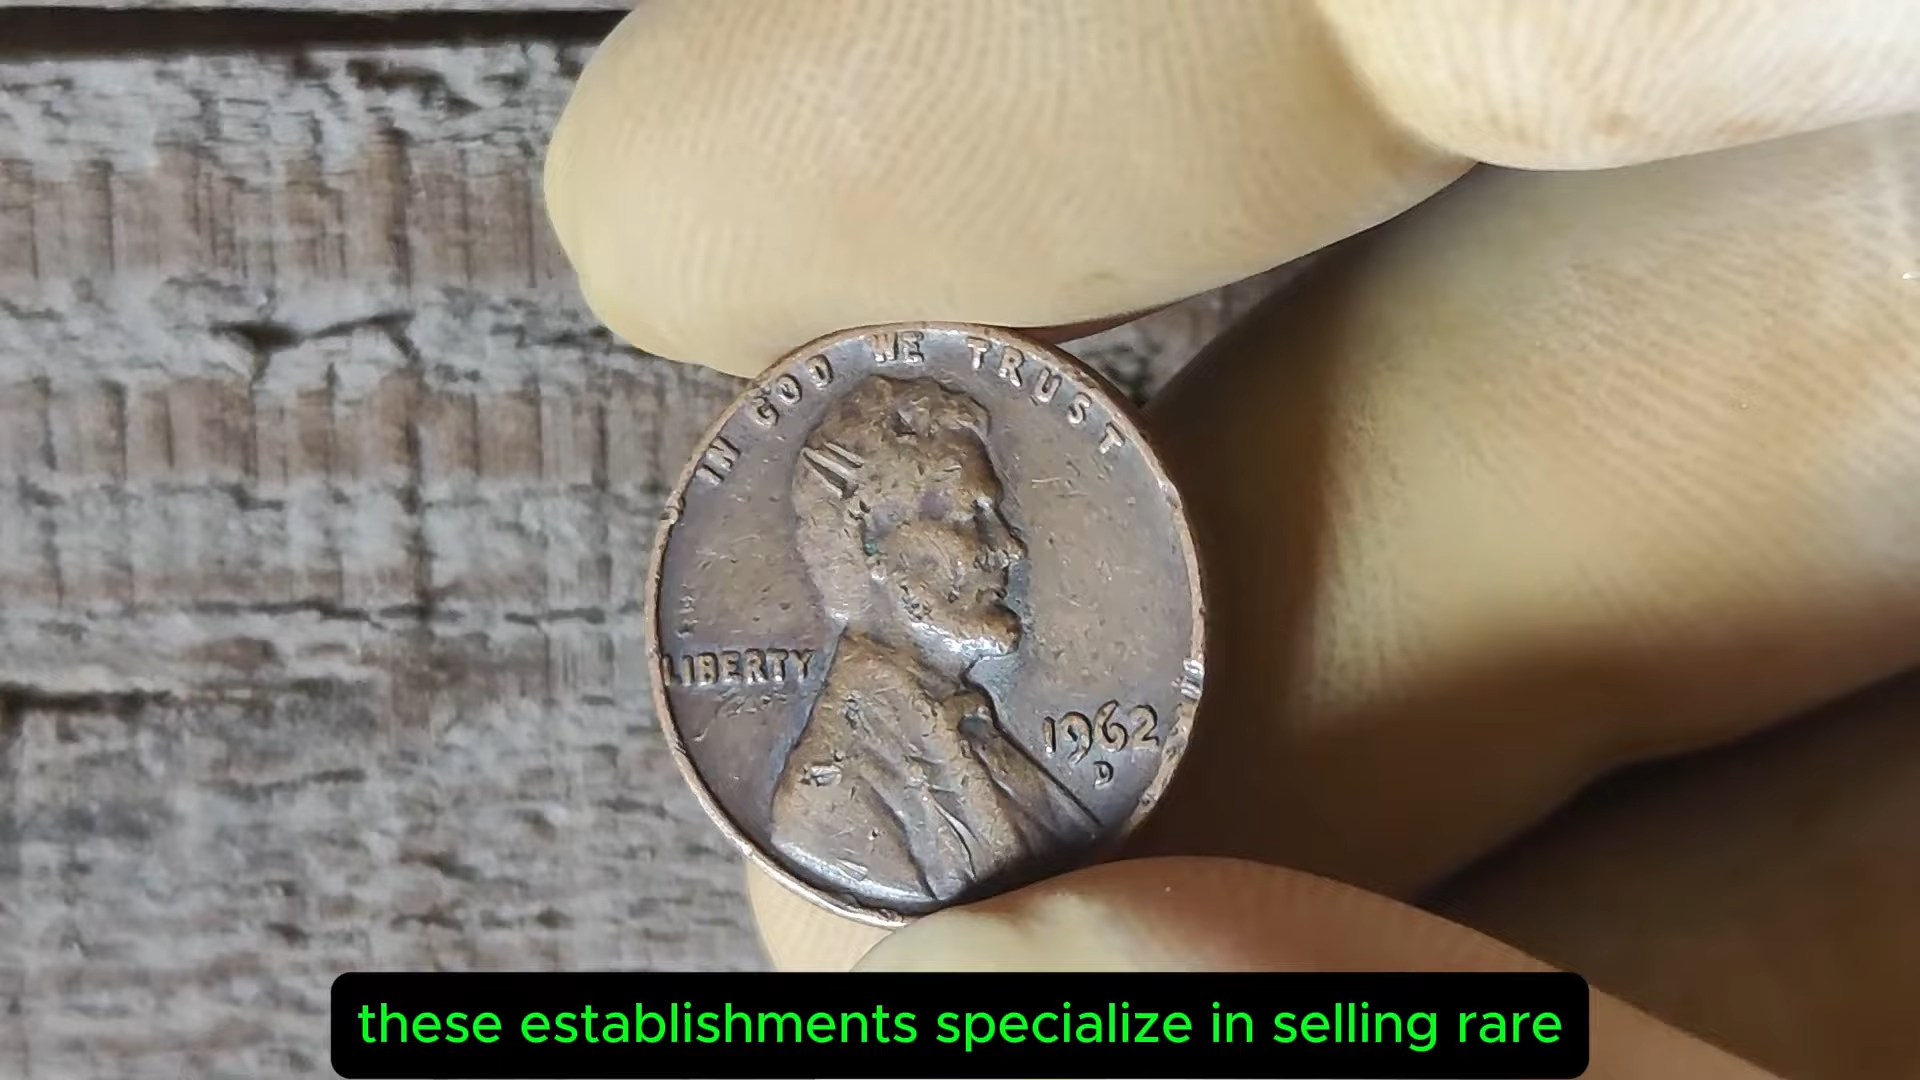 IN GOD WE TRUST
LIBERTY
1962
D
these establishments specialize in selling rare